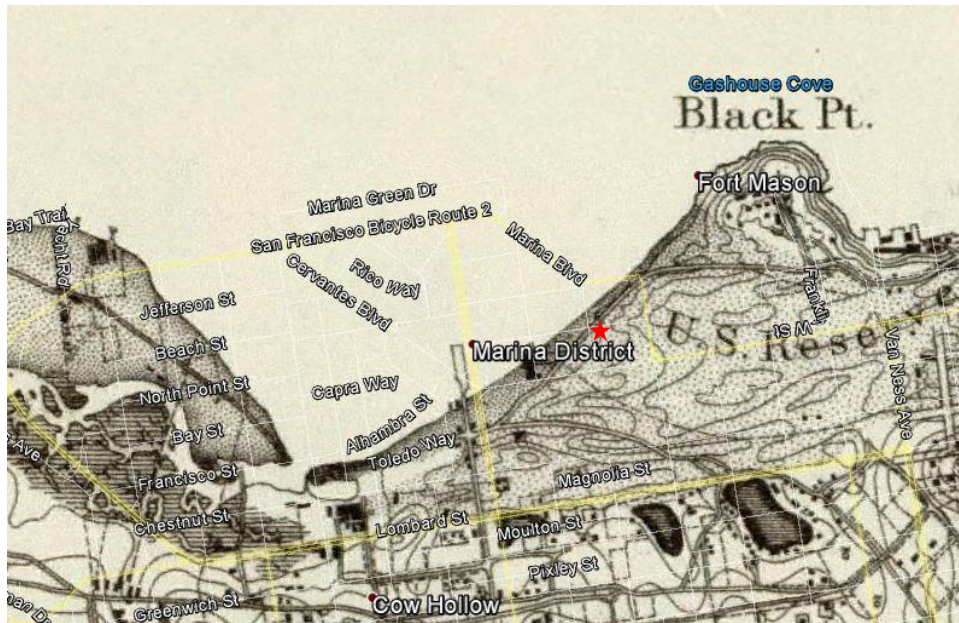 Gashouse Cove
Black Pt.
Fort Mason
Marina Green Dr
San Francisco Bicycle Route 2
Bay Trail
Yacht Rd
Marina Blvd
Rico Way
Cervantes Blvd
Jefferson St
Franklin
W St
U.S. Rese
Van Ness Ave
Beach St
Marina District
North Point St
Capra Way
Alhambra St
Bay St
Toledo Way
s Ave
Francisco St
Magnolia St
Chestnut St
Lombard St
Moulton St
Pixley St
Greenwich St
Cow Hollow
man Dr